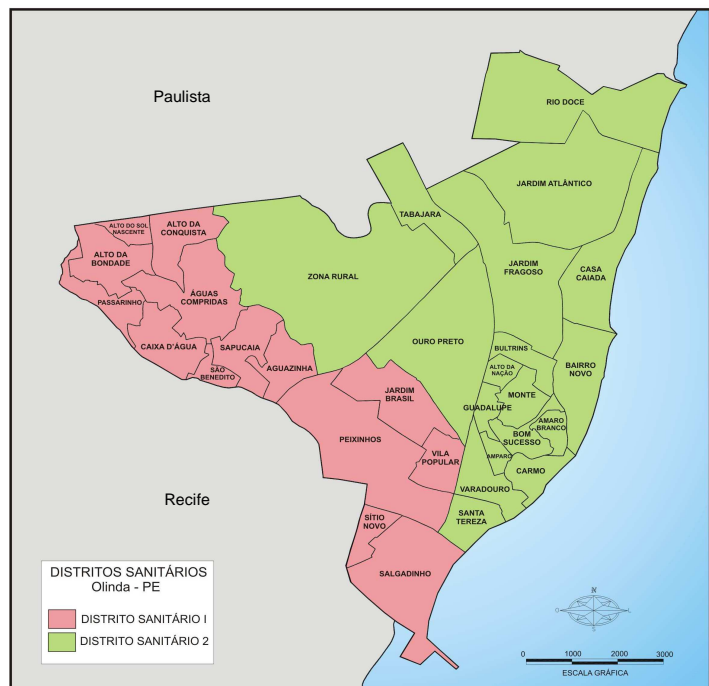 Paulista
RIO DOCE
JARDIM ATLÂNTICO
TABAJARA
ALTO DO SOL
NASCENTE
ALTO DA
CONQUISTA
ALTO DA
BONDADE
JARDIM
FRAGOSO
CASA
CAIADA
ZONA RURAL
ÁGUAS
COMPRIDAS
PASSARINHO
OURO PRETO
CAIXA D'ÁGUA
SAPUCAIA
BULTRINS
SÃO
BENEDITO
AGUAZINHA
ALTO DA
NAÇÃO
BAIRRO
NOVO
JARDIM
BRASIL
MONTE
GUADALUPE
AMARO
BRANCO
PEIXINHOS
BOM
SUCESSO
VILA
POPULAR
AMPARO
CARMO
VARADOURO
Recife
SANTA
TEREZA
SÍTIO
NOVO
SALGADINHO
DISTRITOS SANITÁRIOS
Olinda - PE
DISTRITO SANITÁRIO I
DISTRITO SANITÁRIO 2
N
O
L
S
0 1000 2000 3000
ESCALA GRÁFICA